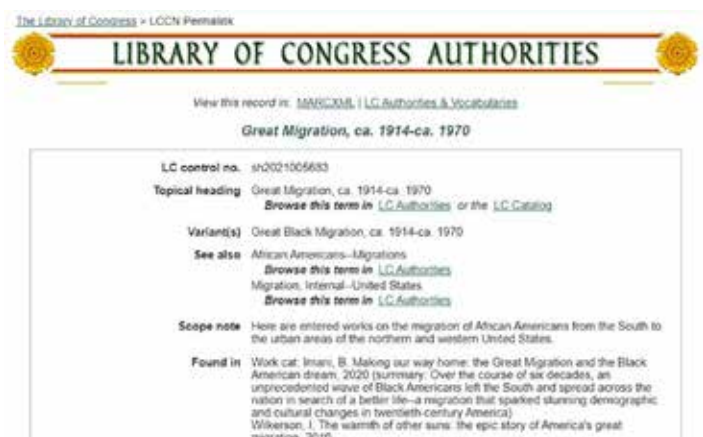 The Library of Congress > LCCN Permalink
LIBRARY OF CONGRESS AUTHORITIES
View this record in: MARCXML | LC Authorities & Vocabularies
Great Migration, ca. 1914-ca. 1970
LC control no. sh2021005683
Topical heading Great Migration, ca. 1914-ca. 1970
Browse this term in LC Authorities or the LC Catalog
Variant(s) Great Black Migration, ca. 1914-ca. 1970
See also African Americans--Migrations
Browse this term in LC Authorities
Migration, Internal--United States
Browse this term in LC Authorities
Scope note Here are entered works on the migration of African Americans from the South to
the urban areas of the northern and western United States.
Found in Work cat: Imani, B. Making our way home: the Great Migration and the Black
American dream, 2020 (summary: Over the course of six decades, an
unprecedented wave of Black Americans left the South and spread across the
nation in search of a better life--a migration that sparked stunning demographic
and cultural changes in twentieth-century America)
Wilkerson, I. The warmth of other suns: the epic story of America's great
migration, 2010